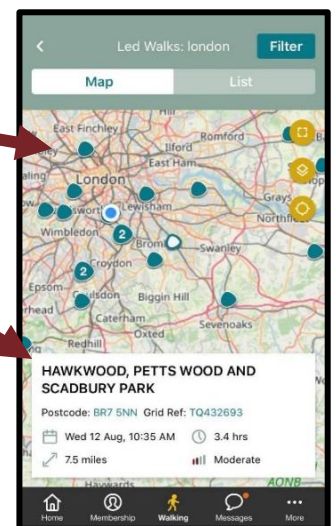 Led Walks: london
Filter
Map
List
East Finchley
Romford
Ilford
East Ham
London
Grays
Lewisham
Wimbledon
2
Swanley
Croydon
2
Epsom
Biggin Hill
Caterham
Sevenoaks
Oxted
Redhill
HAWKWOOD, PETTS WOOD AND
SCADBURY PARK
Postcode: BR7 5NN Grid Ref: TQ432693
Wed 12 Aug, 10:35 AM 3.4 hrs
7.5 miles Moderate
Haywards
AONB
Home Membership Walking Messages More